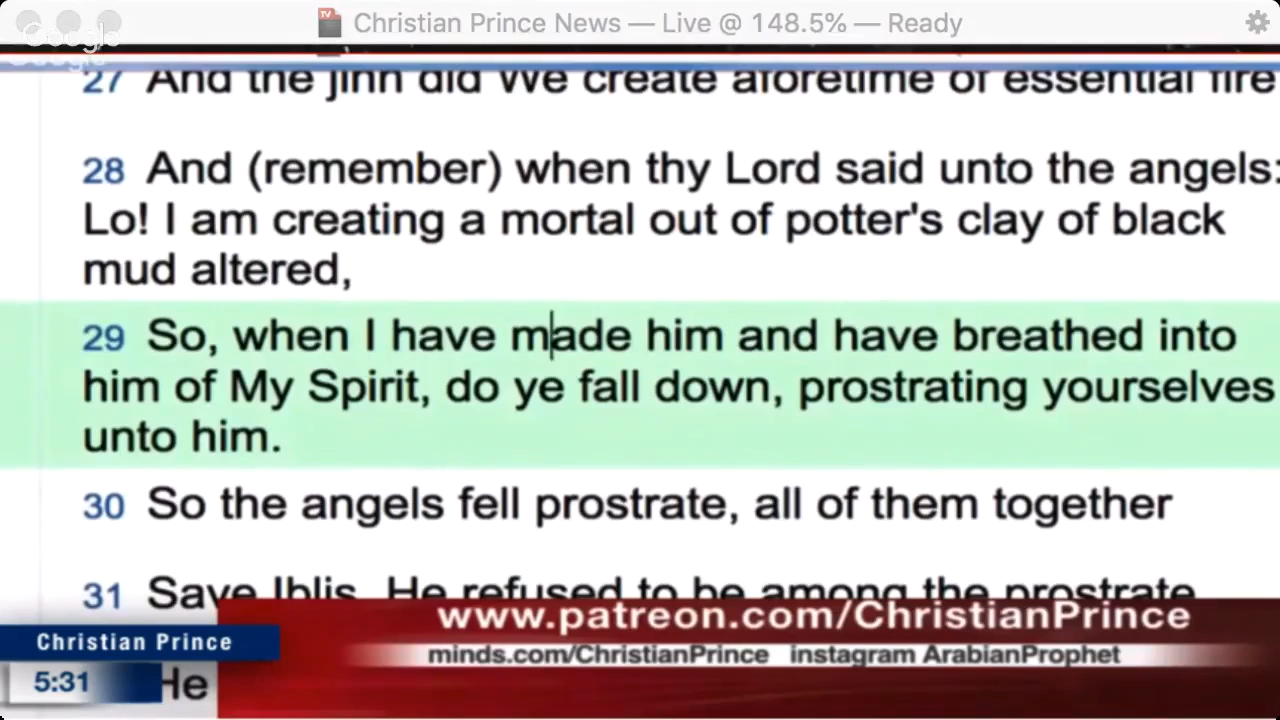 Christian Prince News — Live @ 148.5% — Ready
TV
Google
Google
27 And the jinn did We create aforetime of essential fire
28 And (remember) when thy Lord said unto the angels:
Lo! I am creating a mortal out of potter's clay of black
mud altered,
29 So, when I have made him and have breathed into
him of My Spirit, do ye fall down, prostrating yourselves
unto him.
30 So the angels fell prostrate, all of them together
31 Save Iblis. He refused to be among the prostrate
www.patreon.com/ChristianPrince
Christian Prince
minds.com/ChristianPrince instagram ArabianProphet
5:31
He